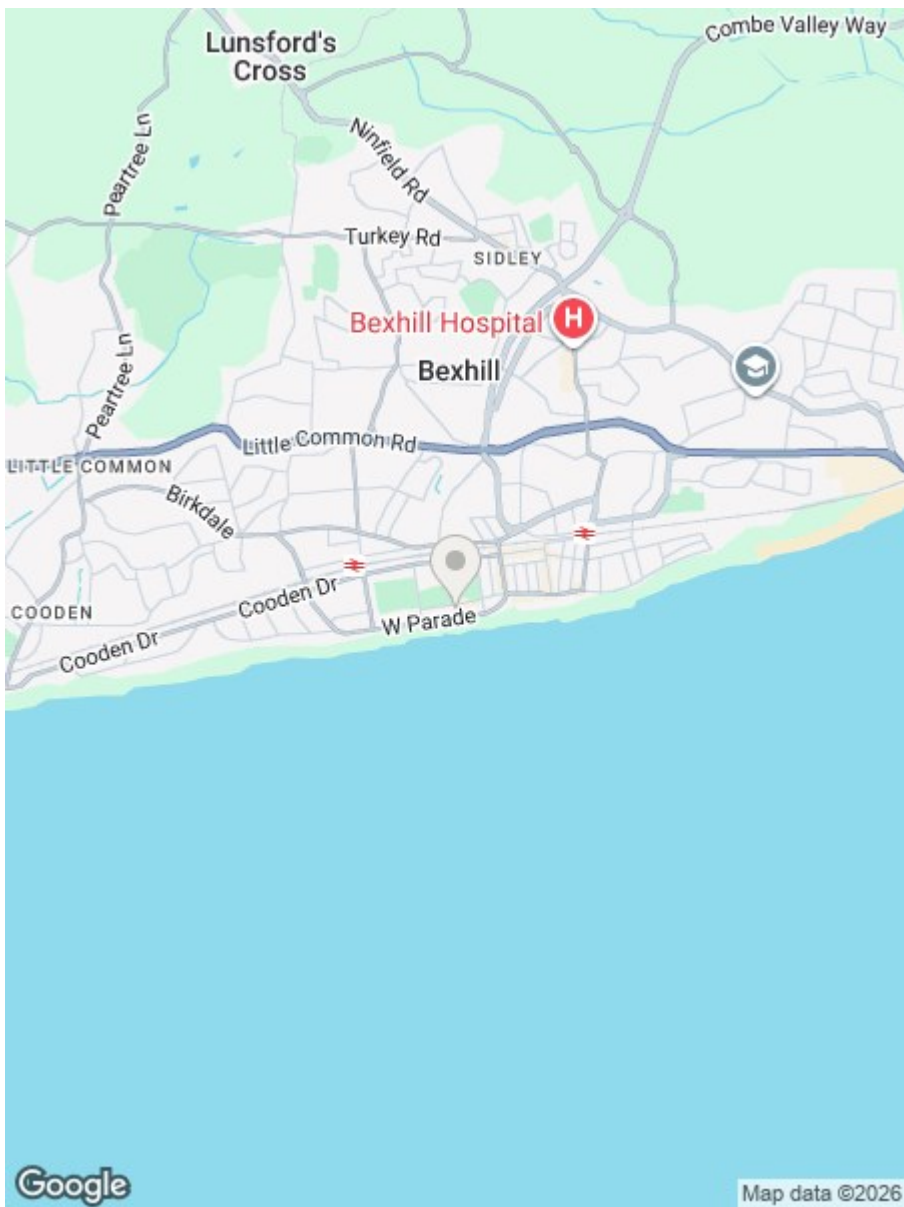 Combe Valley Way
Lunsford's
Cross
Peartree Ln
Ninfield Rd
Turkey Rd
SIDLEY
Bexhill Hospital
H
Bexhill
Peartree Ln
Little Common Rd
LITTLE COMMON
Birkdale
Cooden Dr
COODEN
W Parade
Cooden Dr
Google
Map data ©2026